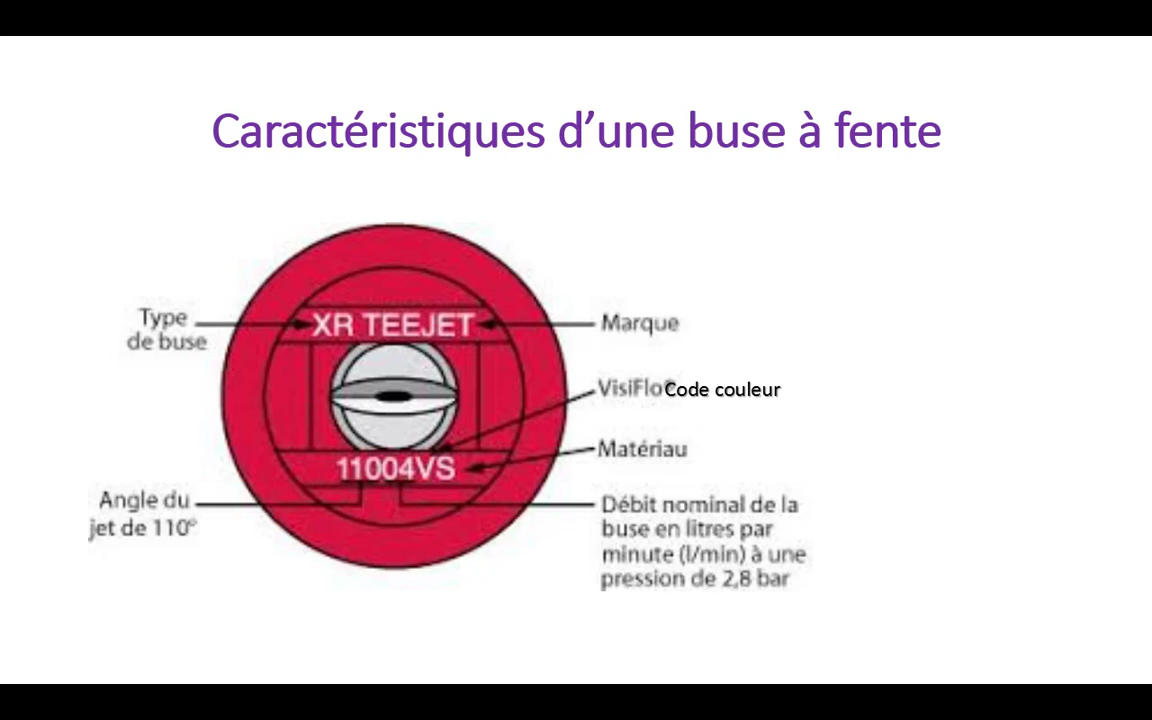 Caractéristiques d’une buse à fente
Type
de buse
XR TEEJET
Marque
VisiFlo
Code couleur
Matériau
11004VS
Angle du
jet de 110°
Débit nominal de la
buse en litres par
minute (l/min) à une
pression de 2,8 bar